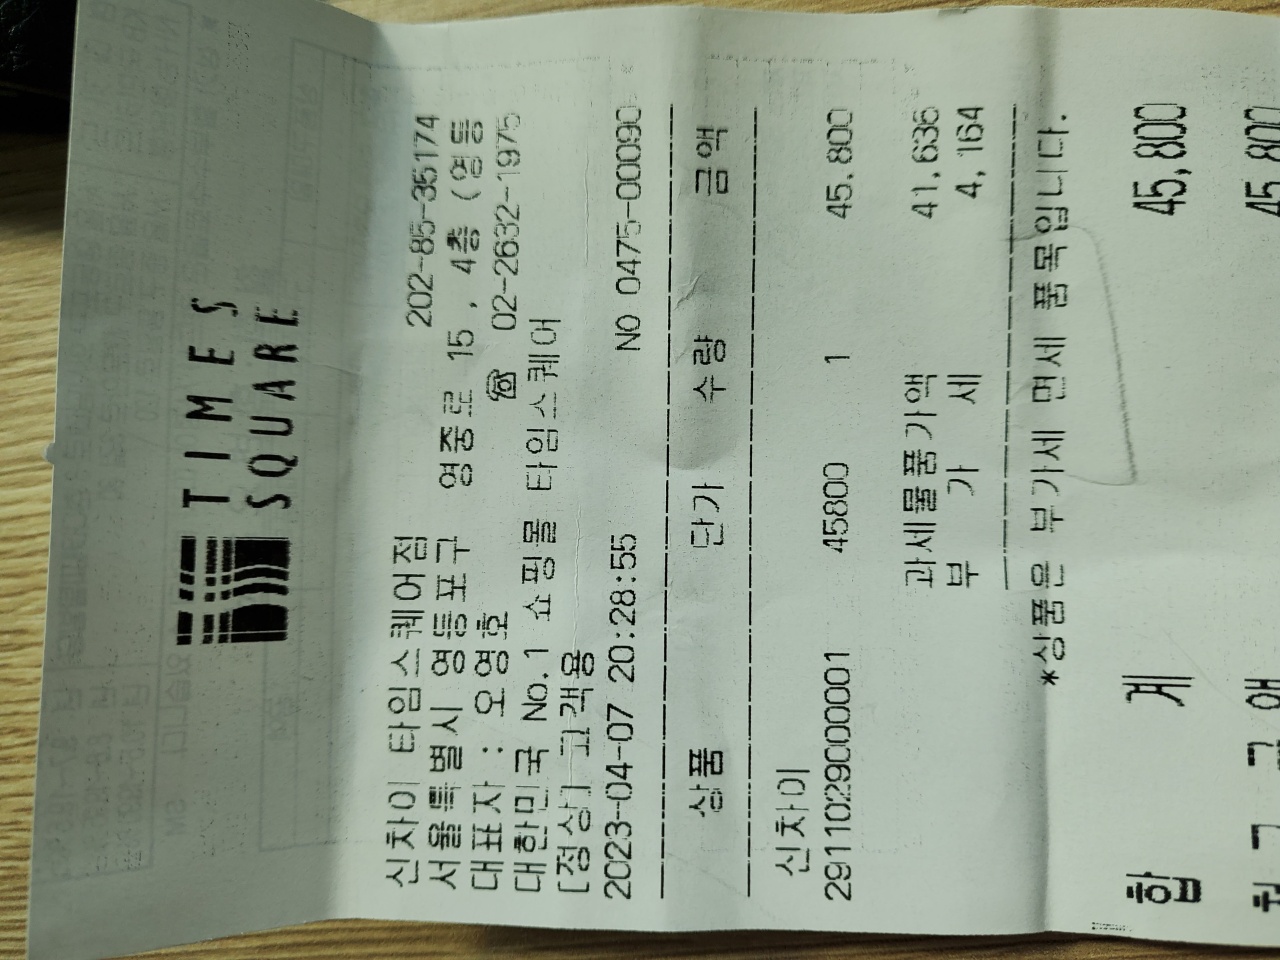 TIMES
SQUARE
신차이 타임스퀘어점 202-85-35174
서울특별시 영등포구 영중로 15 , 4층 (영등
대표자 : 오영호 ☎ 02-2632-1975
대한민국 No.1 쇼핑몰 타임스퀘어
[정상] 고객용
2023-04-07 20:28:55 NO 0475-00090
상품 단가 수량 금액
신차이
2911029000001 45800 1 45,800
과세물품가액 41,636
부 가 세 4,164
*상품은 부가세 면세 품목입니다.
합 계 45,800
45,800